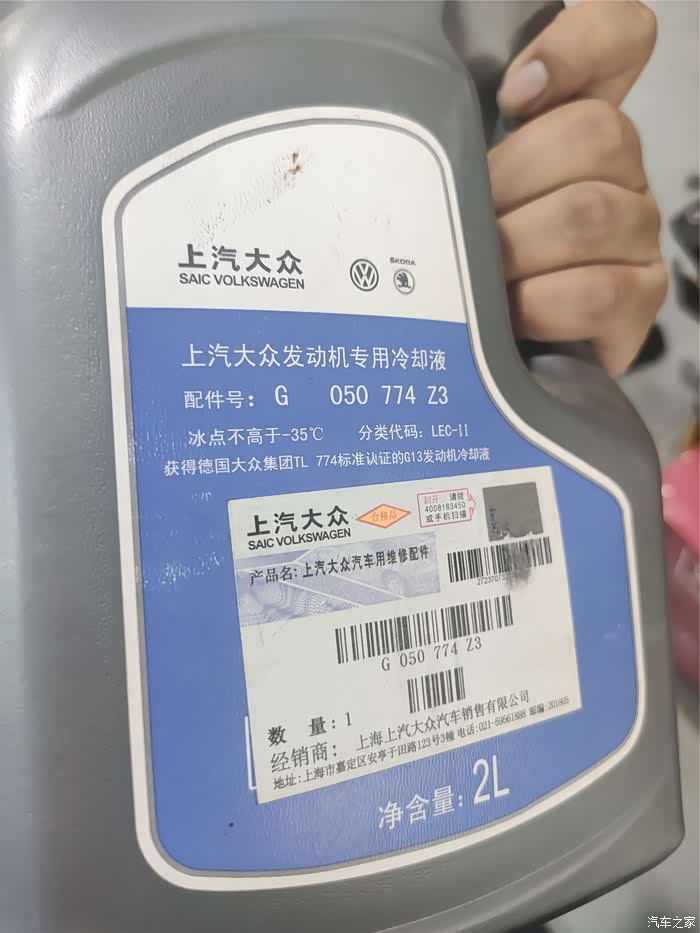 上汽大众
SAIC VOLKSWAGEN
ŠKODA
上汽大众发动机专用冷却液
配件号: G 050 774 Z3
冰点不高于-35℃ 分类代码: LEC-II
获得德国大众集团TL 774标准认证的G13发动机冷却液
上汽大众
SAIC VOLKSWAGEN
合格品
刮开 请拨
4008183450
或手机扫描
产品名: 上汽大众汽车用维修配件
G 050 774 Z3
数 量: 1
经销商: 上海上汽大众汽车销售有限公司
地址: 上海市嘉定区安亭于田路123号3幢 电话: 021-59561888 邮编: 201805
净含量: 2L
汽车之家